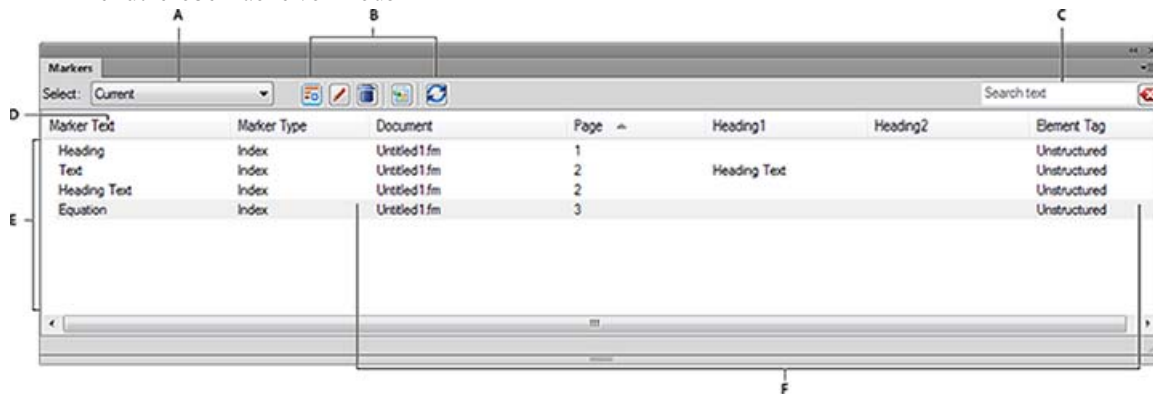 A B C
Markers
Select: Current Search text
D
Marker Text Marker Type Document Page Heading1 Heading2 Element Tag
Heading Index Untitled1.fm 1 Unstructured
Text Index Untitled1.fm 2 Heading Text Unstructured
Heading Text Index Untitled1.fm 2 Unstructured
E
Equation Index Untitled1.fm 3 Unstructured
F